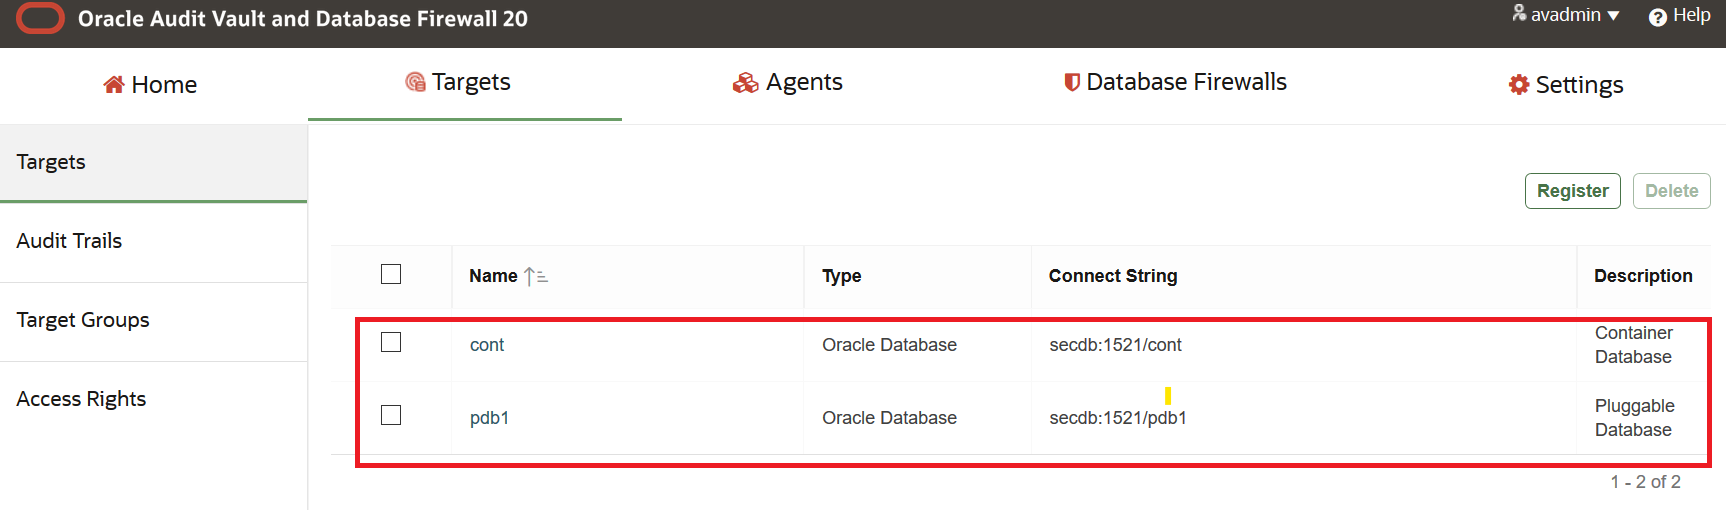 Oracle Audit Vault and Database Firewall 20
avadmin
Help
Home
Targets
Agents
Database Firewalls
Settings
Targets
Audit Trails
Target Groups
Access Rights
Register
Delete
Name
Type
Connect String
Description
cont
Oracle Database
secdb:1521/cont
Container
Database
pdb1
Oracle Database
secdb:1521/pdb1
Pluggable
Database
1 - 2 of 2